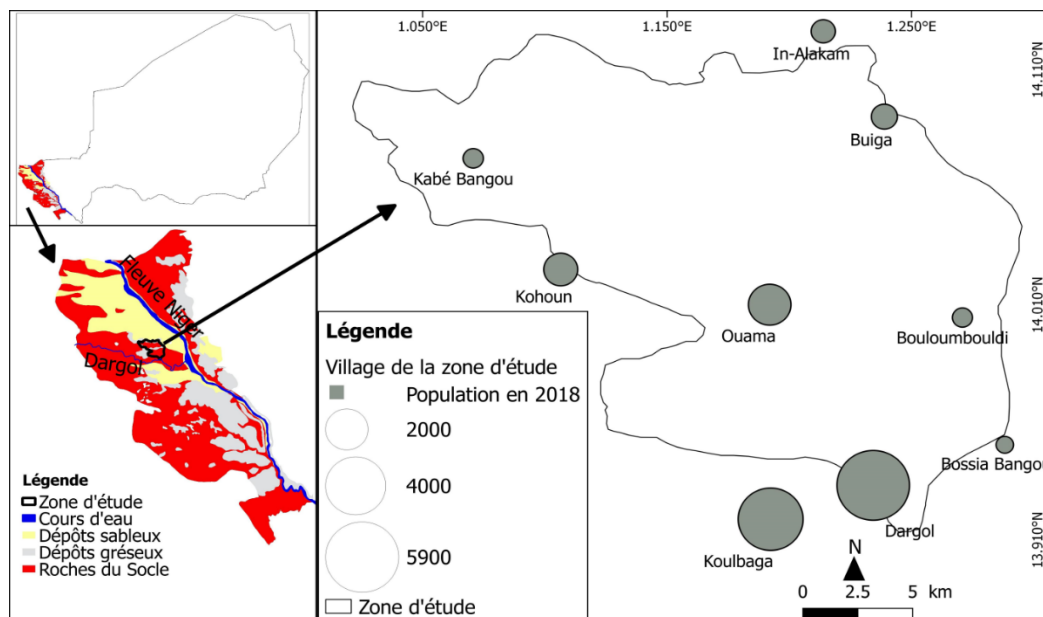 1.050°E
1.150°E
1.250°E
In-Alakam
14.110°N
Buiga
Kabé Bangou
Kohoun
Ouama
14.010°N
Bouloumbouldi
Bossia Bangou
Dargol
Koulbaga
13.910°N
N
0 2.5 5 km
Fleuve Niger
Dargol
Légende
Zone d'étude
Cours d'eau
Dépôts sableux
Dépôts gréseux
Roches du Socle
Légende
Village de la zone d'étude
Population en 2018
2000
4000
5900
Zone d'étude